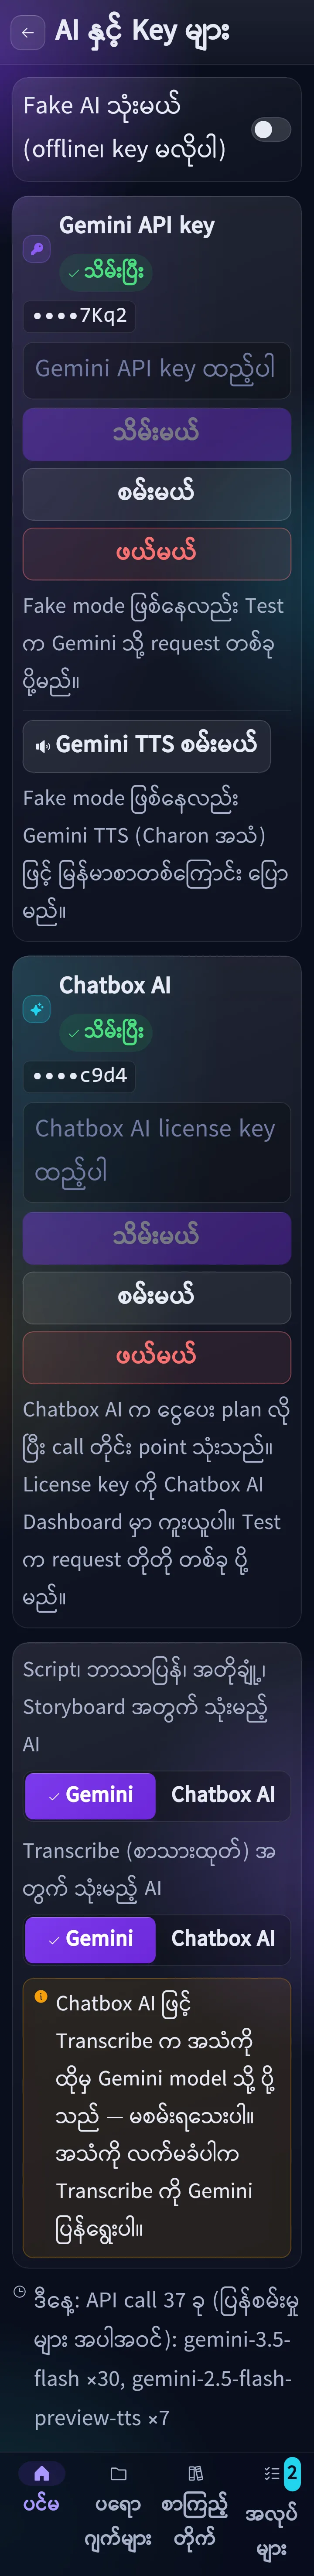 AI နှင့် Key များ
Fake AI သုံးမယ်
(offline၊ key မလိုပါ)
Gemini API key
သိမ်းပြီး
••••7Kq2
Gemini API key ထည့်ပါ
သိမ်းမယ်
စမ်းမယ်
ဖယ်မယ်
Fake mode ဖြစ်နေလည်း Test
က Gemini သို့ request တစ်ခု
ပို့မည်။
Gemini TTS စမ်းမယ်
Fake mode ဖြစ်နေလည်း
Gemini TTS (Charon အသံ)
ဖြင့် မြန်မာစာတစ်ကြောင်း ပြော
မည်။
Chatbox AI
သိမ်းပြီး
••••c9d4
Chatbox AI license key
ထည့်ပါ
သိမ်းမယ်
စမ်းမယ်
ဖယ်မယ်
Chatbox AI က ငွေပေး plan လို
ပြီး call တိုင်း point သုံးသည်။
License key ကို Chatbox AI
Dashboard မှာ ကူးယူပါ။ Test
က request တိုတို တစ်ခု ပို့
မည်။
Script၊ ဘာသာပြန်၊ အတိုချုံ့၊
Storyboard အတွက် သုံးမည့်
AI
Gemini
Chatbox AI
Transcribe (စာသားထုတ်) အ
တွက် သုံးမည့် AI
Gemini
Chatbox AI
Chatbox AI ဖြင့်
Transcribe က အသံကို
ထိုမှ Gemini model သို့ ပို့
သည် — မစမ်းရသေးပါ။
အသံကို လက်မခံပါက
Transcribe ကို Gemini
ပြန်ရွေးပါ။
ဒီနေ့: API call 37 ခု (ပြန်စမ်းမှု
များ အပါအဝင်): gemini-3.5-
flash ×30, gemini-2.5-flash-
preview-tts ×7
ပင်မ
ပရော
ဂျက်များ
စာကြည့်
တိုက်
2
အလုပ်
များ